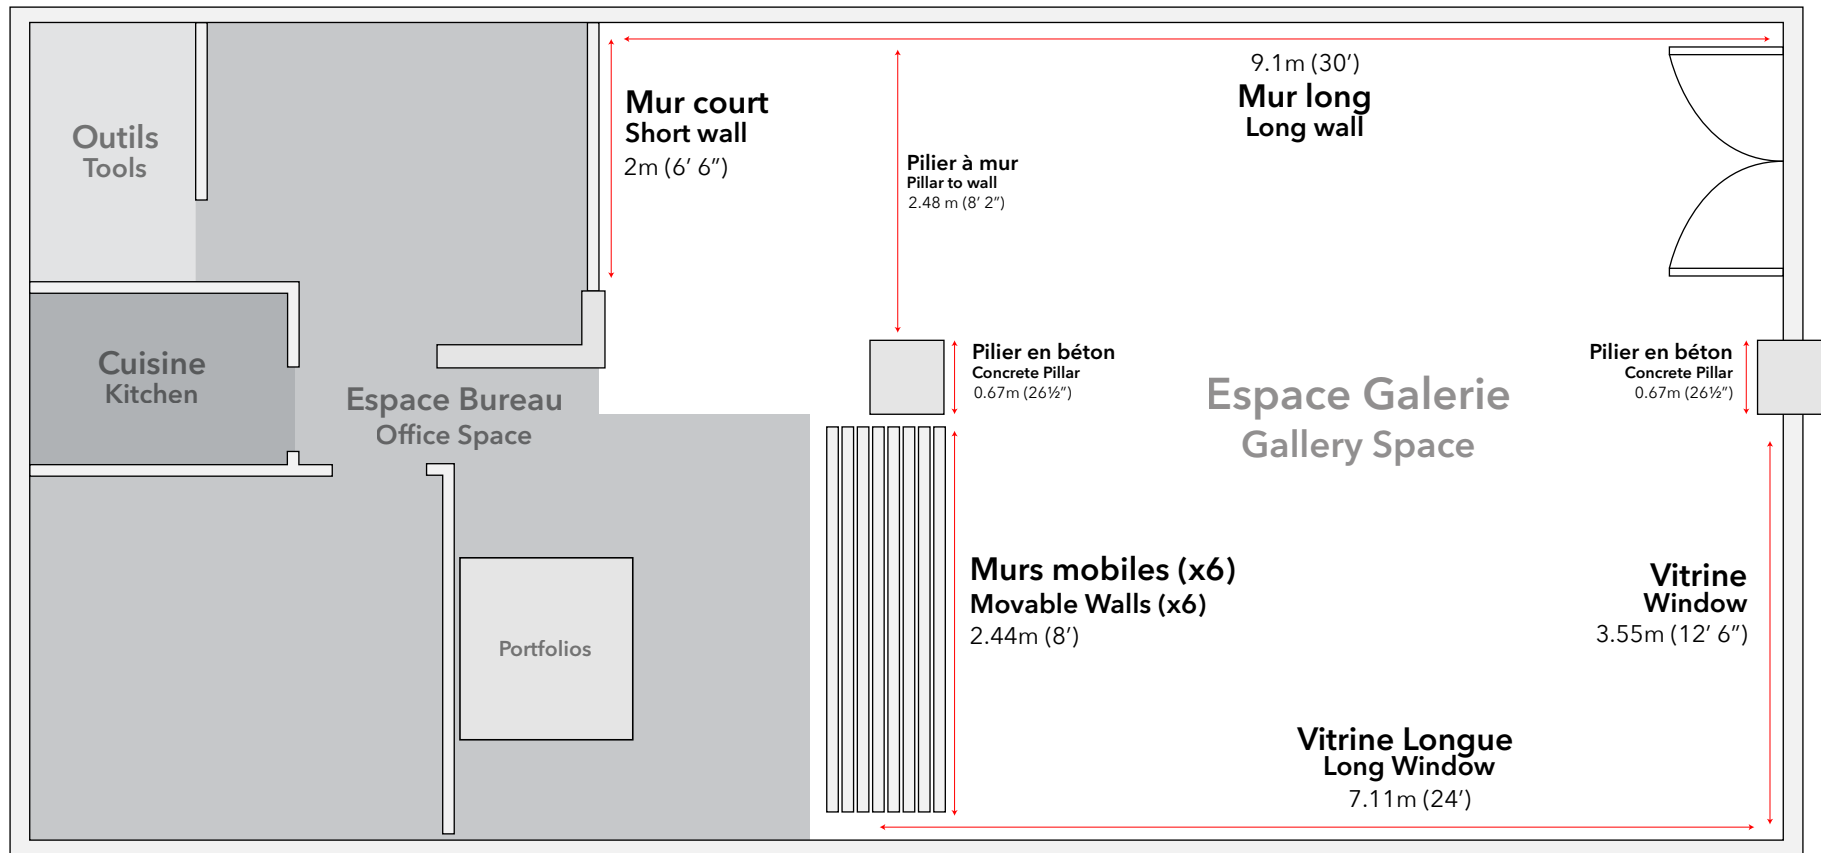 Outils
Tools
Cuisine
Kitchen
Espace Bureau
Office Space
Portfolios
Mur court
Short wall
2m (6’ 6”)
9.1m (30’)
Mur long
Long wall
Pilier à mur
Pillar to wall
2.48 m (8’ 2”)
Pilier en béton
Concrete Pillar
0.67m (26½”)
Espace Galerie
Gallery Space
Pilier en béton
Concrete Pillar
0.67m (26½”)
Murs mobiles (x6)
Movable Walls (x6)
2.44m (8’)
Vitrine
Window
3.55m (12’ 6”)
Vitrine Longue
Long Window
7.11m (24’)